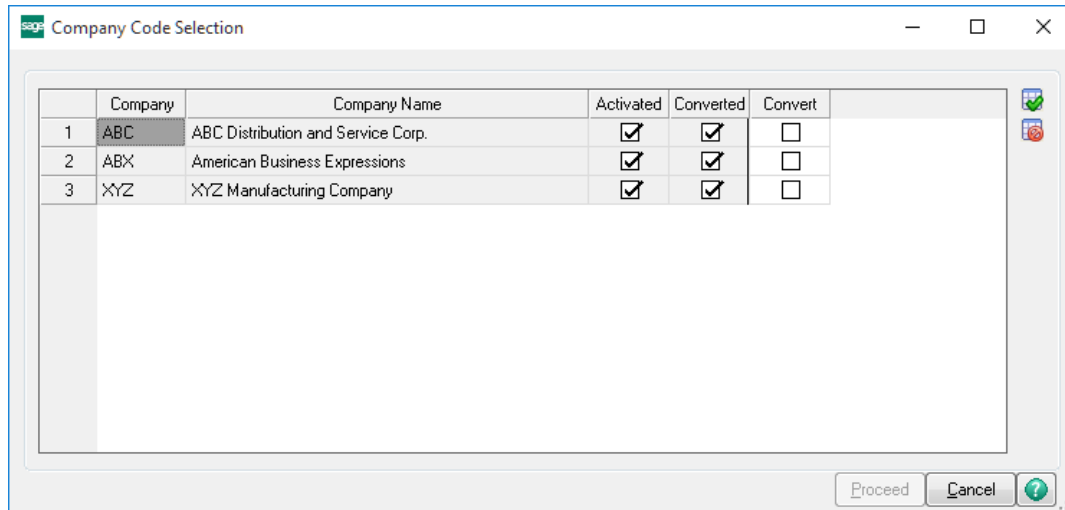 sage Company Code Selection
Company Company Name Activated Converted Convert
1 ABC ABC Distribution and Service Corp.
2 ABX American Business Expressions
3 XYZ XYZ Manufacturing Company
Proceed Cancel ?